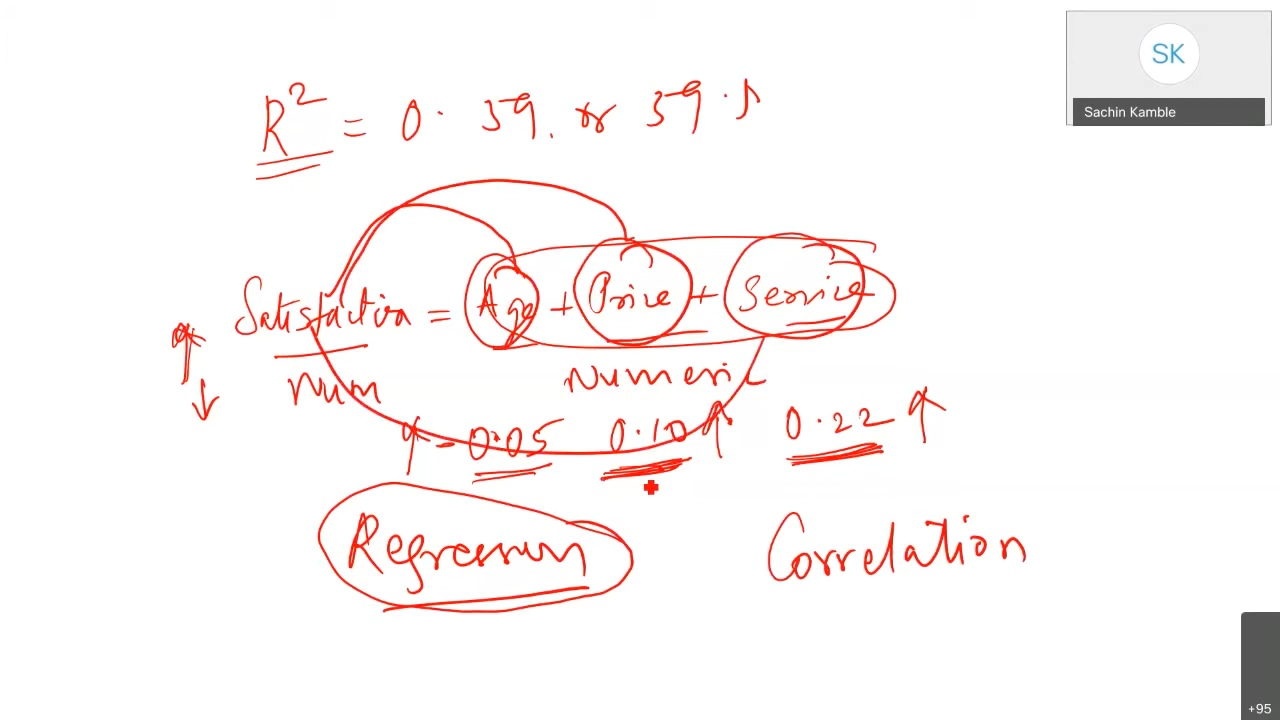 SK
Sachin Kamble
R² = 0.39. or 39%
Satisfaction = Age + Price + Service
Num Numeric
↑ - 0.05 0.10 ↑ 0.22 ↑
Regression Correlation
+95